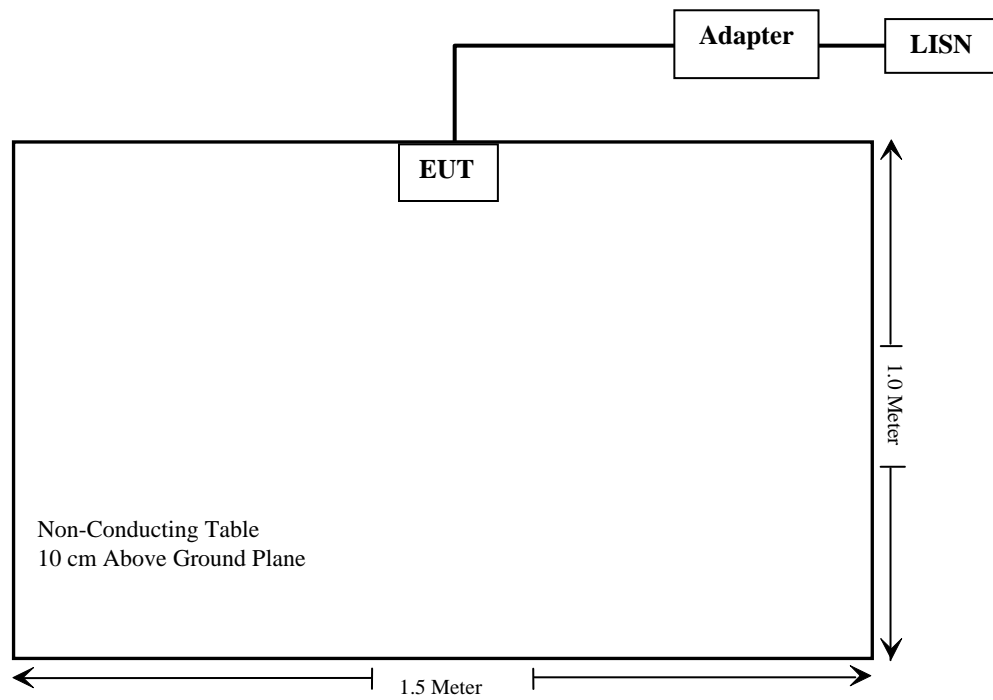 Adapter
LISN
EUT
1.0 Meter
Non-Conducting Table
10 cm Above Ground Plane
1.5 Meter